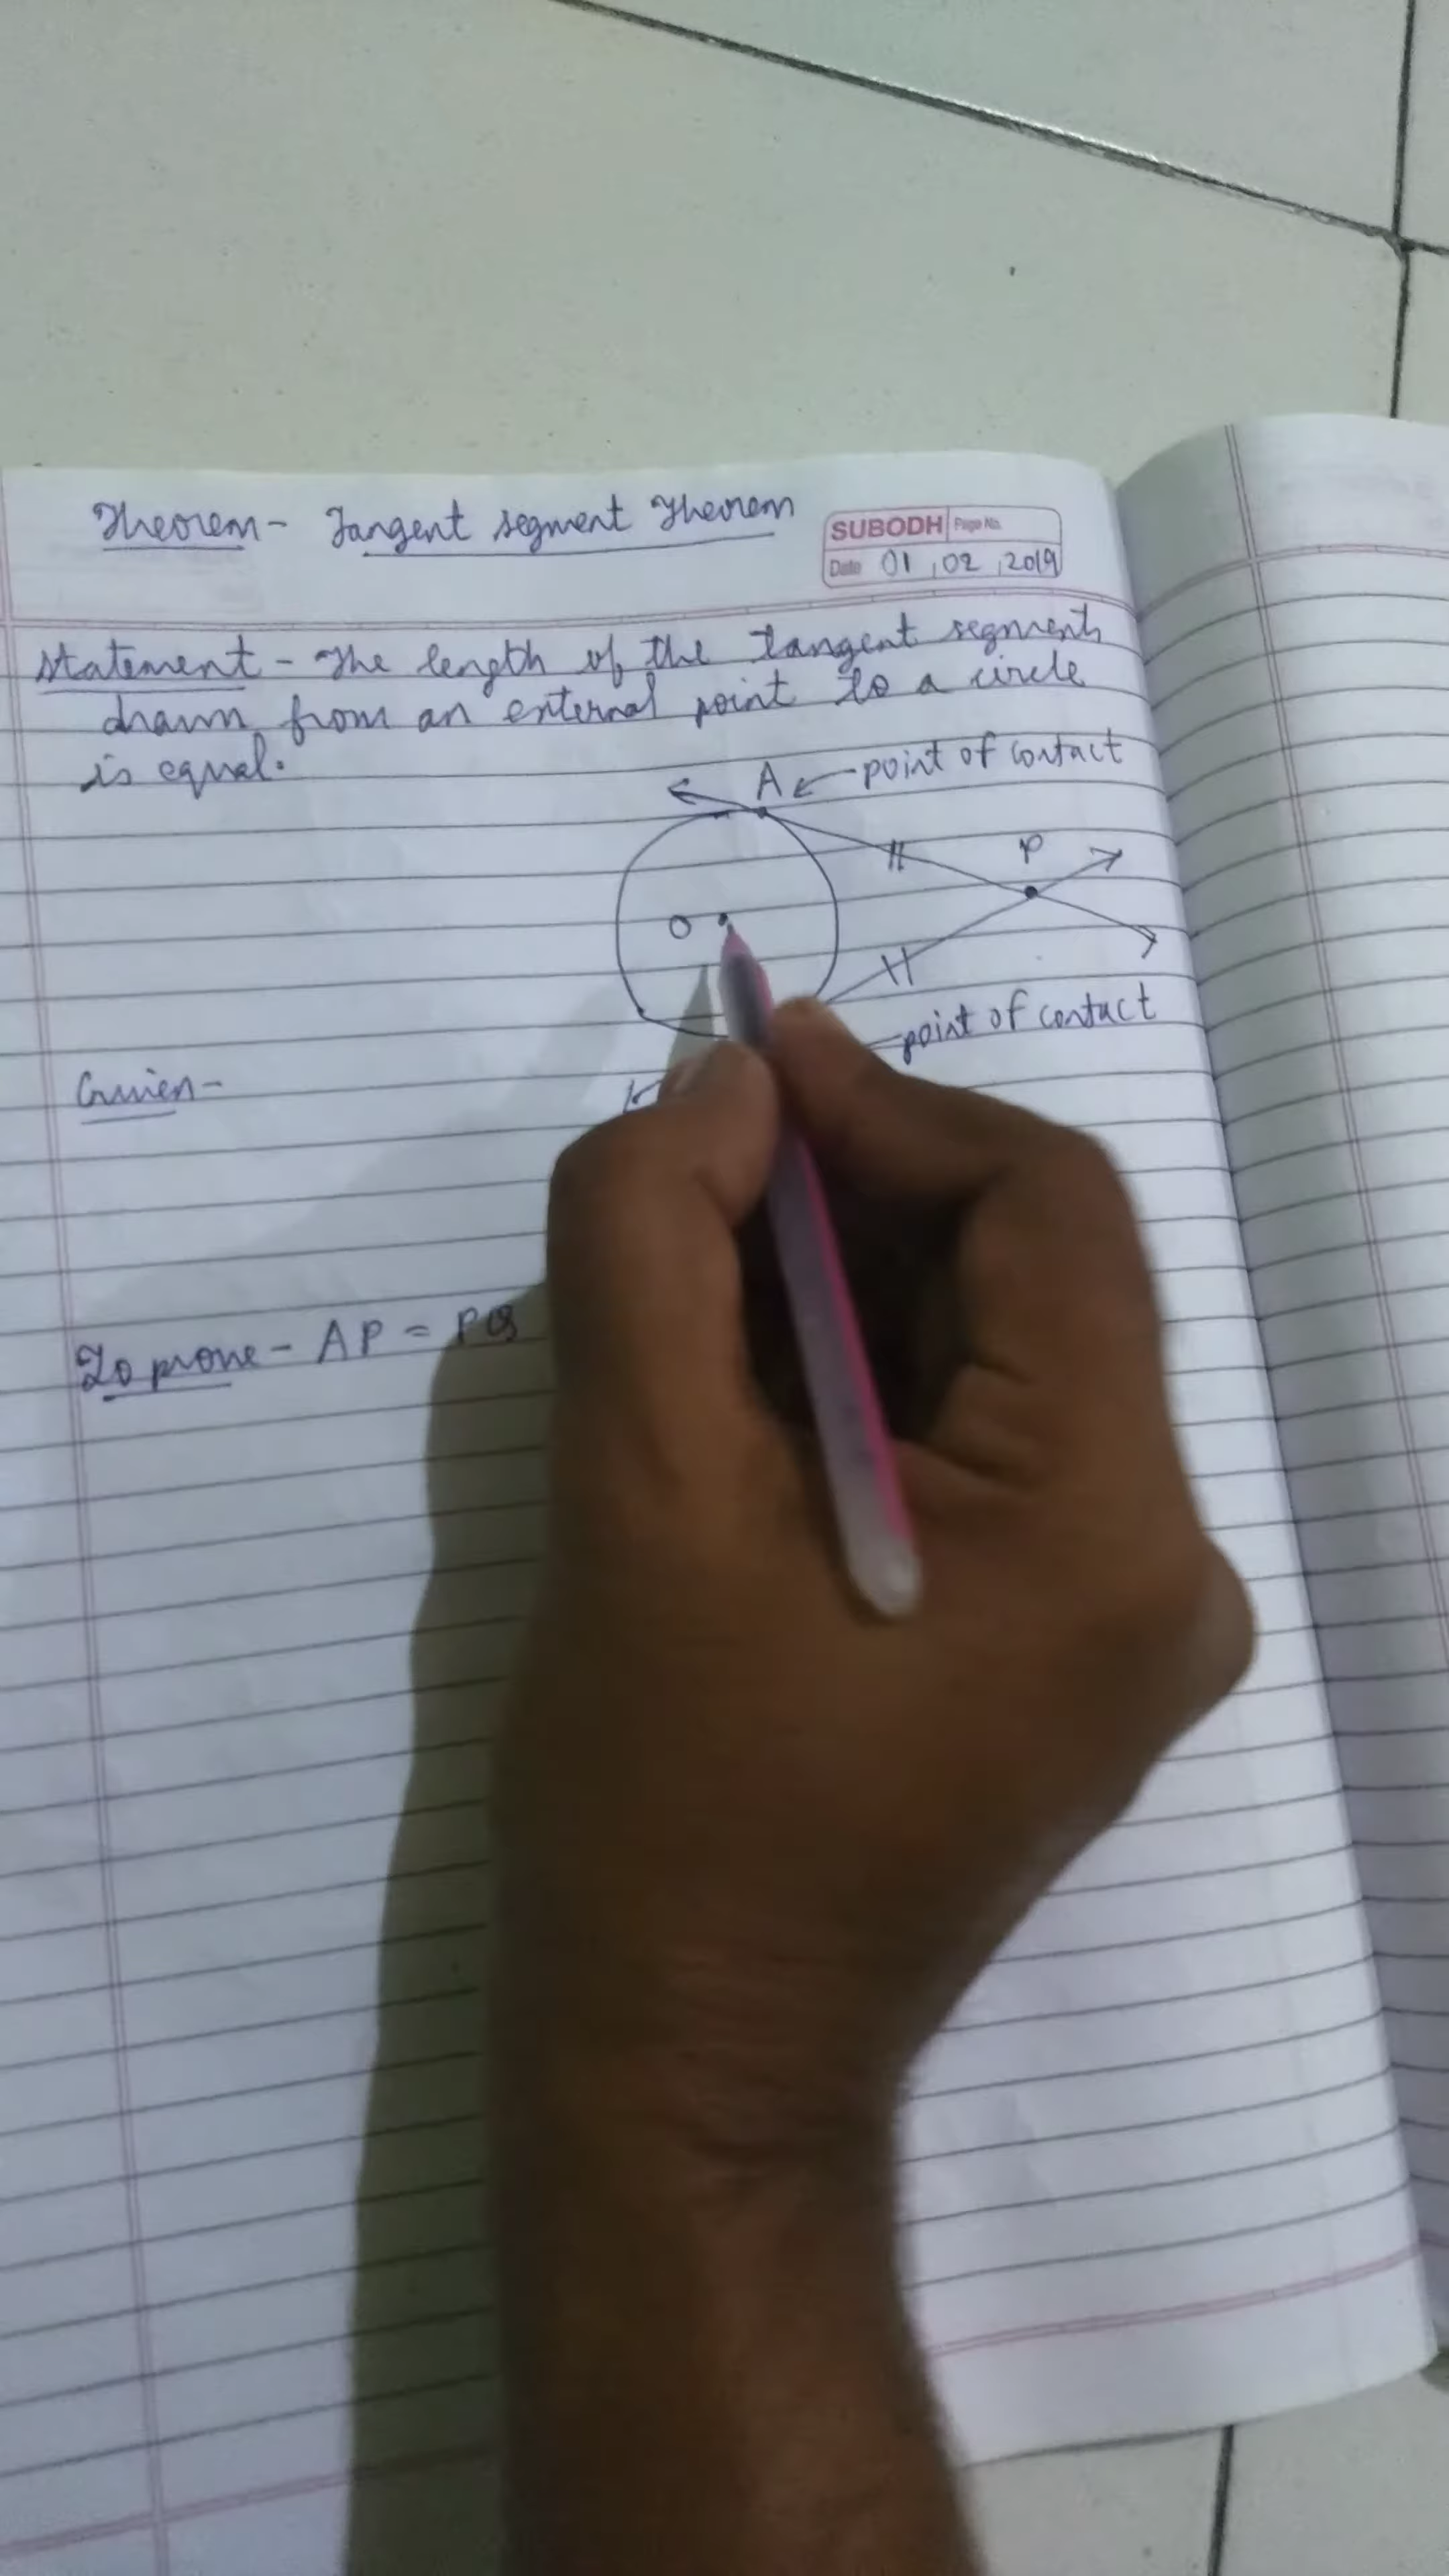 Theorem - Tangent segment Theorem
SUBODH Page No.
Date 01,02,2019
Statement - The length of the tangent segments
drawn from an external point to a circle
is equal.
A ← point of contact
P
O
point of contact
Given -
To prove - AP = PB